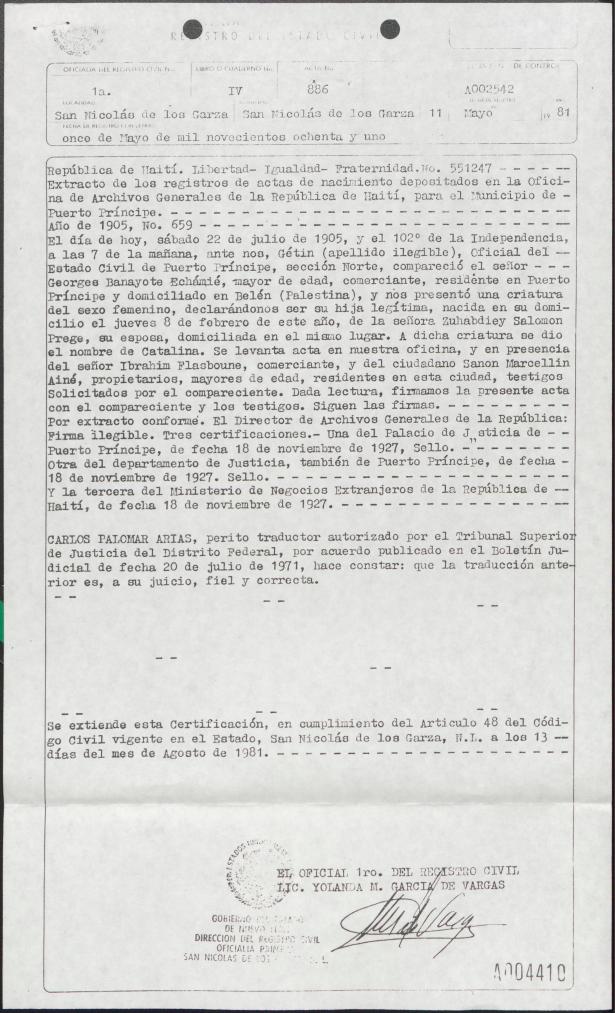 REGISTRO DEL ESTADO CIVIL
OFICIALIA DEL REGISTRO CIVIL No. LIBRO O CUADERNO No. ACTA No. DE CONTROL
1a. IV 886 A002542
LOCALIDAD
San Nicolás de los Garza San Nicolás de los Garza 11 Mayo 19 81
once de Mayo de mil novecientos ochenta y uno
República de Haití. Libertad- Igualdad- Fraternidad.No. 551247 - - - - -
Extracto de los registros de actas de nacimiento depositados en la Ofici-
na de Archivos Generales de la República de Haití, para el Municipio de -
Puerto Príncipe. - - - - - - - - - - - - - - - - - - - - - - - - - - - -
Año de 1905, No. 659 - - - - - - - - - - - - - - - - - - - - - - - - - -
El día de hoy, sábado 22 de julio de 1905, y el 102º de la Independencia,
a las 7 de la mañana, ante nos, Gétin (apellido ilegible), Oficial del --
Estado Civil de Puerto Príncipe, sección Norte, compareció el señor - - -
Georges Banayote Echámié, mayor de edad, comerciante, residente en Puerto
Príncipe y domiciliado en Belén (Palestina), y nos presentó una criatura
del sexo femenino, declarándonos ser su hija legítima, nacida en su domi-
cilio el jueves 8 de febrero de este año, de la señora Zuhabdiey Salomon
Prege, su esposa, domiciliada en el mismo lugar. A dicha criatura se dio
el nombre de Catalina. Se levanta acta en nuestra oficina, y en presencia
del señor Ibrahim Flasboune, comerciante, y del ciudadano Sanon Marcellin
Ainé, propietarios, mayores de edad, residentes en esta ciudad, testigos
Solicitados por el compareciente. Dada lectura, firmamos la presente acta
con el compareciente y los testigos. Siguen las firmas. - - - - - - - - -
Por extracto conforme. El Director de Archivos Generales de la República:
Firma ilegible. Tres certificaciones.- Una del Palacio de Justicia de - -
Puerto Príncipe, de fecha 18 de noviembre de 1927, Sello. - - - - - - - -
Otra del departamento de Justicia, también de Puerto Príncipe, de fecha -
18 de noviembre de 1927. Sello. - - - - - - - - - - - - - - - - - - - - -
Y la tercera del Ministerio de Negocios Extranjeros de la República de --
Haití, de fecha 18 de noviembre de 1927. - - - - - - - - - - - - - - - -
CARLOS PALOMAR ARIAS, perito traductor autorizado por el Tribunal Superior
de Justicia del Distrito Federal, por acuerdo publicado en el Boletín Ju-
dicial de fecha 20 de julio de 1971, hace constar: que la traducción ante-
rior es, a su juicio, fiel y correcta.
Se extiende esta Certificación, en cumplimiento del Articulo 48 del Códi-
go Civil vigente en el Estado, San Nicolás de los Garza, N.L. a los 13 --
días del mes de Agosto de 1981. - - - - - - - - - - - - - - - - - - - - -
EL OFICIAL 1ro. DEL REGISTRO CIVIL
LIC. YOLANDA M. GARCIA DE VARGAS
GOBIERNO DEL ESTADO
DE NUEVO
DIRECCION DEL REGISTRO CIVIL
OFICIALIA
SAN NICOLAS DE LOS N. L.
A004410